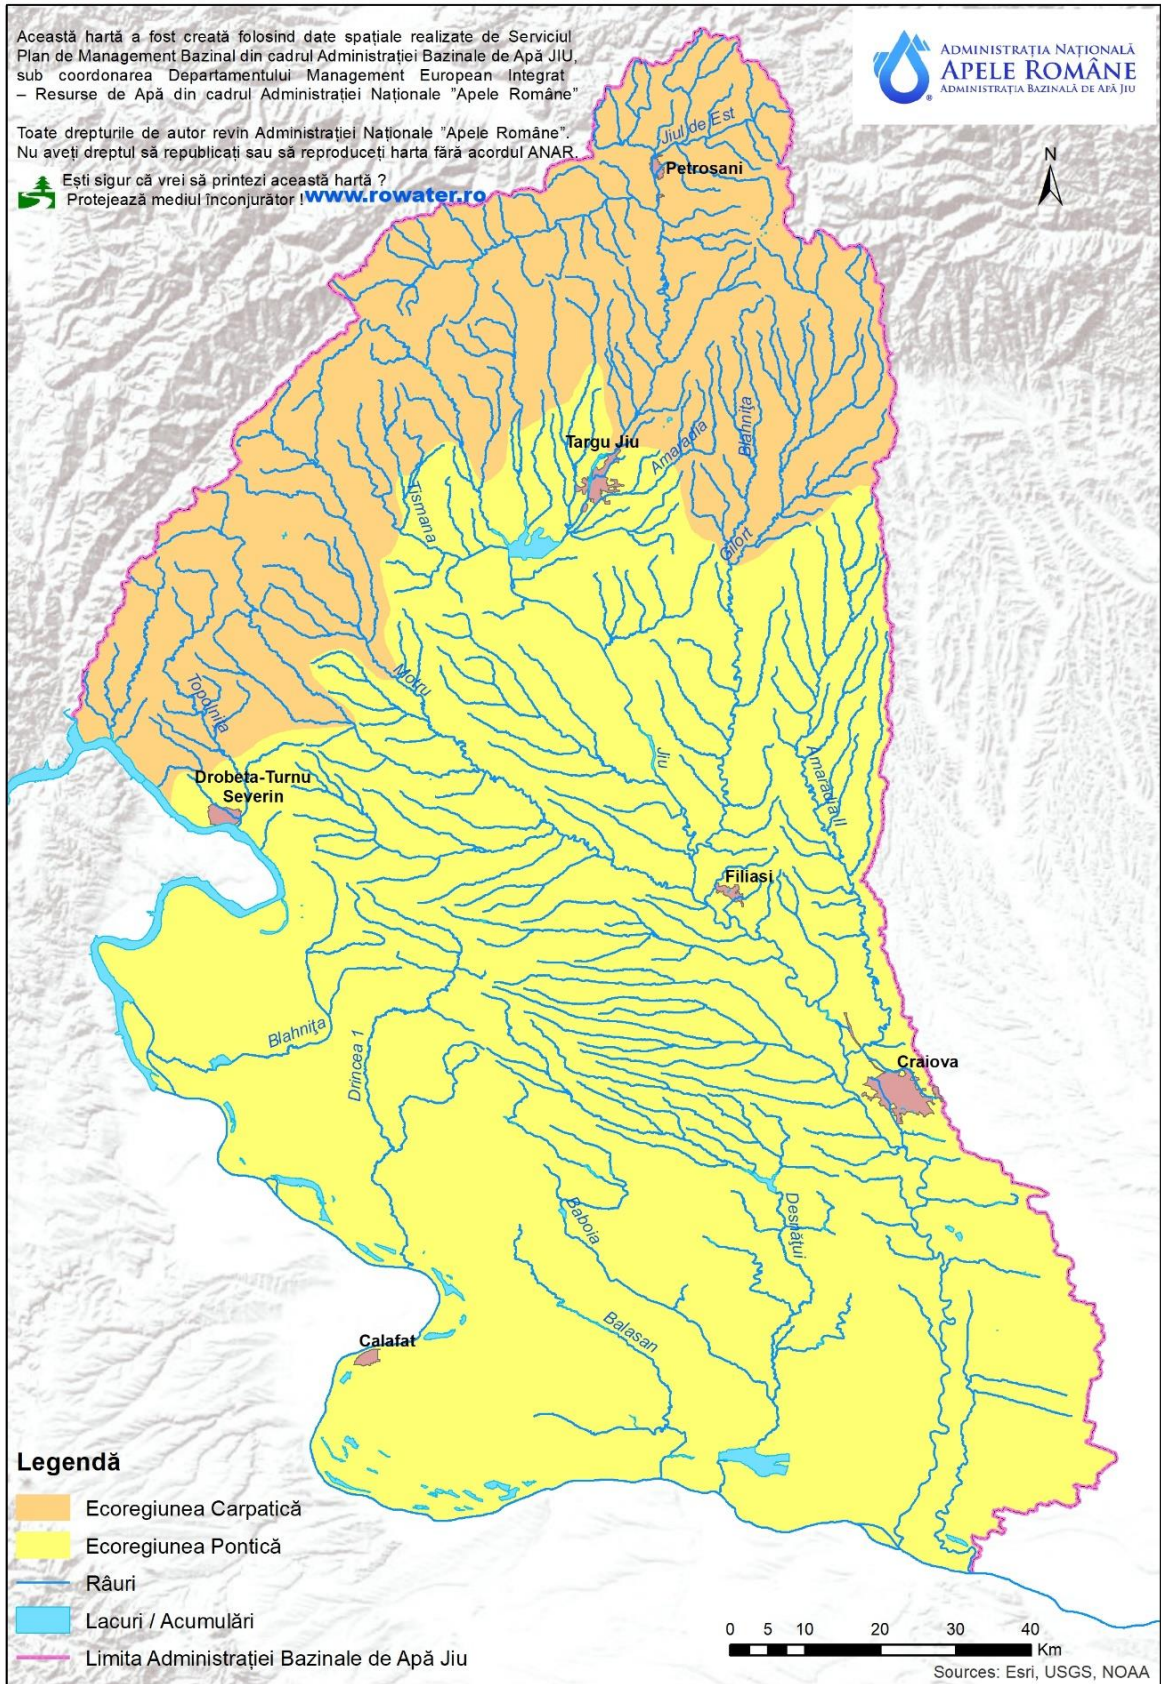 Această hartă a fost creată folosind date spațiale realizate de Serviciul
Plan de Management Bazinal din cadrul Administrației Bazinale de Apă JIU,
sub coordonarea Departamentului Management European Integrat
– Resurse de Apă din cadrul Administrației Naționale "Apele Române"
Toate drepturile de autor revin Administrației Naționale "Apele Române".
Nu aveți dreptul să republicați sau să reproduceți harta fără acordul ANAR.
Ești sigur că vrei să printezi această hartă ?
Protejează mediul înconjurător ! www.rowater.ro
ADMINISTRAȚIA NAȚIONALĂ
APELE ROMÂNE
ADMINISTRAȚIA BAZINALĂ DE APĂ JIU
®
N
Jiul de Est
Petrosani
Targu Jiu
Amaradia
Blahnița
Tismana
Gilort
Motru
Topolnita
Jiu
Amaradia II
Drobeta-Turnu
Severin
Filiasi
Blahnița
Drincea 1
Craiova
Baboia
Desnățui
Balasan
Calafat
Legendă
Ecoregiunea Carpatică
Ecoregiunea Pontică
Râuri
Lacuri / Acumulări
Limita Administrației Bazinale de Apă Jiu
0 5 10 20 30 40
Km
Sources: Esri, USGS, NOAA